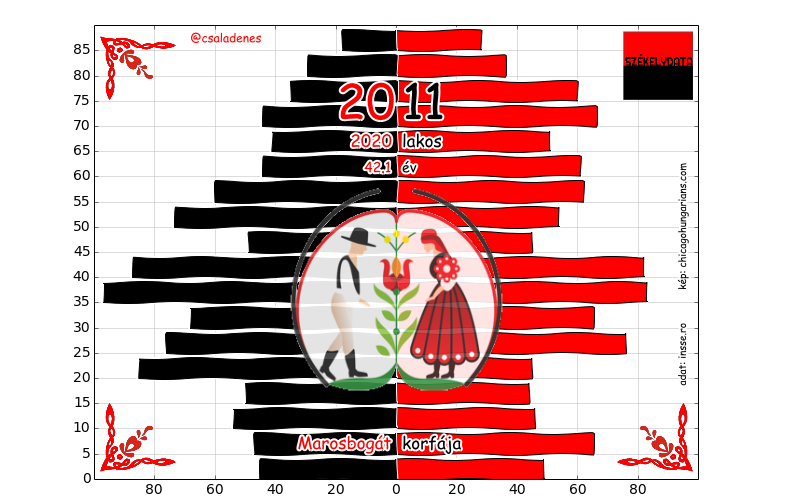 @csaladenes
SZÉKELYDATA
2011
2020 lakos
42.1 év
kép: chicagohungarians.com
adat: insse.ro
Marosbogát korfája
85
80
75
70
65
60
55
50
45
40
35
30
25
20
15
10
5
0
80 60 40 20 0 20 40 60 80